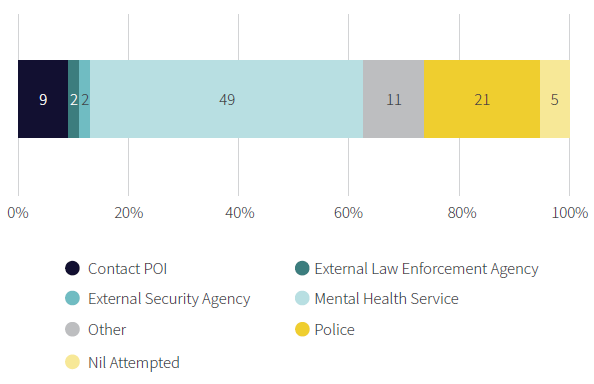 9 2 2 49 11 21 5
0% 20% 40% 60% 80% 100%
Contact POI External Law Enforcement Agency
External Security Agency Mental Health Service
Other Police
Nil Attempted